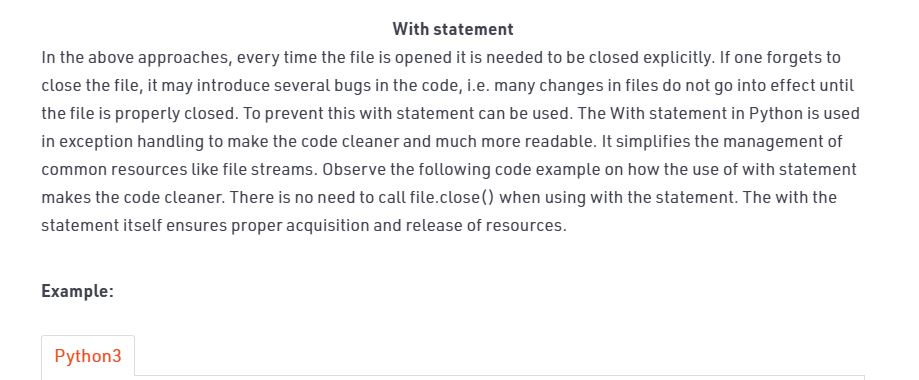 With statement
In the above approaches, every time the file is opened it is needed to be closed explicitly. If one forgets to
close the file, it may introduce several bugs in the code, i.e. many changes in files do not go into effect until
the file is properly closed. To prevent this with statement can be used. The With statement in Python is used
in exception handling to make the code cleaner and much more readable. It simplifies the management of
common resources like file streams. Observe the following code example on how the use of with statement
makes the code cleaner. There is no need to call file.close() when using with the statement. The with the
statement itself ensures proper acquisition and release of resources.
Example:
Python3